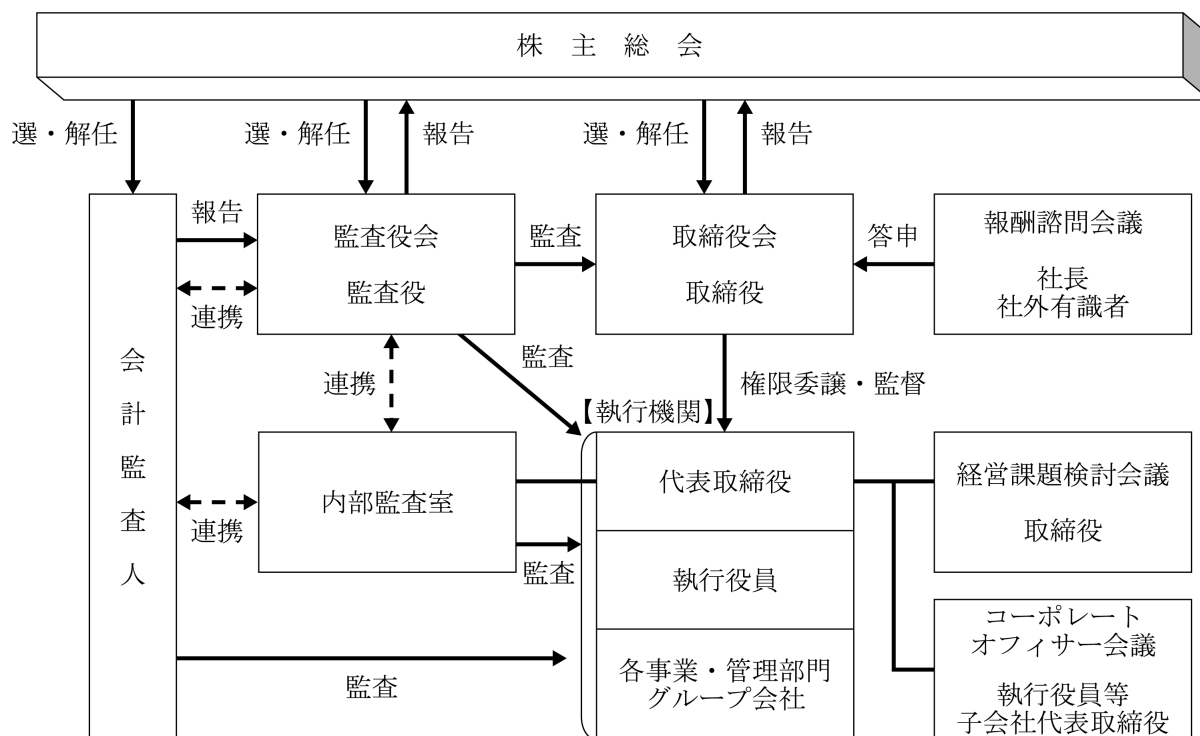 株主総会
選・解任
選・解任
報告
選・解任
報告
報告
連携
会計監査人
監査役会
監査役
監査
取締役会
取締役
答申
報酬諮問会議
社長
社外有識者
連携
監査
権限委譲・監督
【執行機関】
連携
内部監査室
監査
代表取締役
執行役員
各事業・管理部門
グループ会社
経営課題検討会議
取締役
コーポレート
オフィサー会議
執行役員等
子会社代表取締役
監査